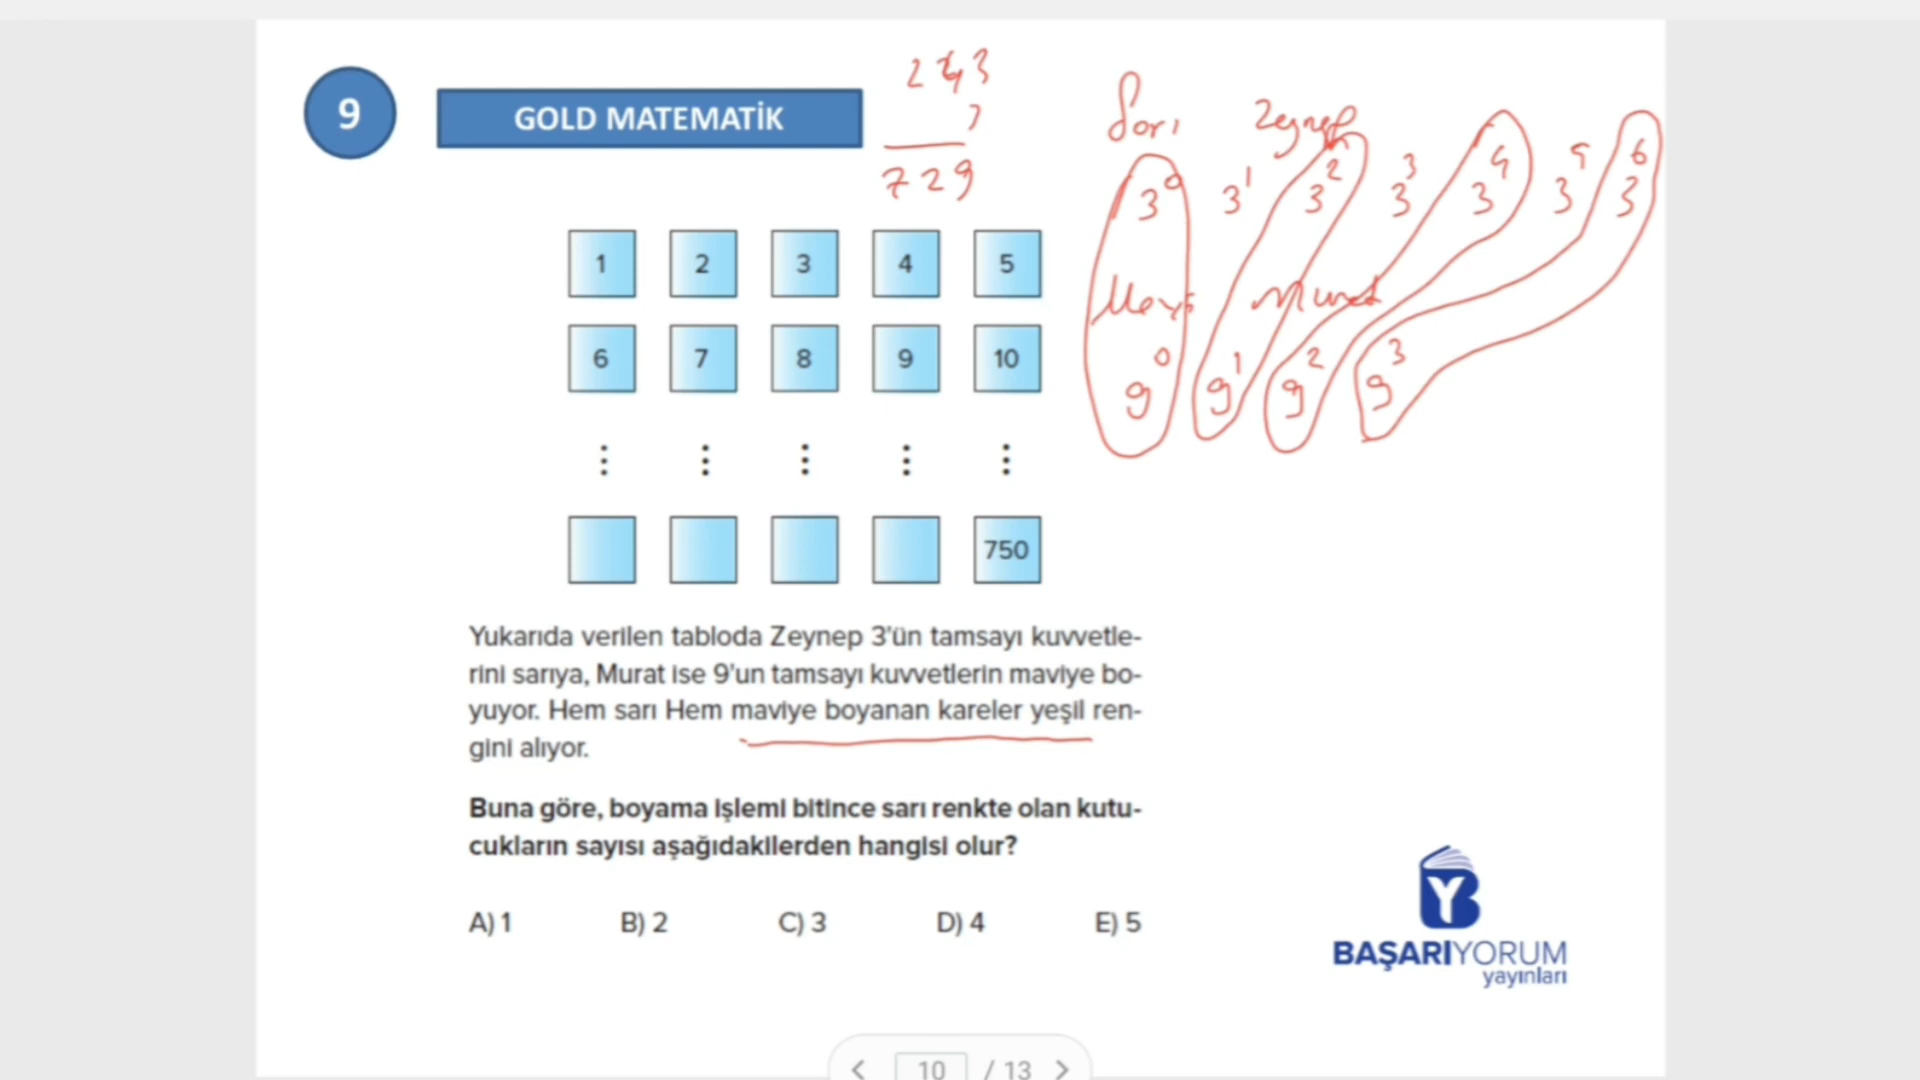 9
GOLD MATEMATİK
243
3
729
Sarı Zeynep
3⁰ 3¹ 3² 3³ 3⁴ 3⁵ 3⁶
Mavi Murat
9⁰ 9¹ 9² 9³
1 2 3 4 5
6 7 8 9 10
⋮ ⋮ ⋮ ⋮ ⋮
750
Yukarıda verilen tabloda Zeynep 3'ün tamsayı kuvvetle-
rini sarıya, Murat ise 9'un tamsayı kuvvetlerin maviye bo-
yuyor. Hem sarı Hem maviye boyanan kareler yeşil ren-
gini alıyor.
Buna göre, boyama işlemi bitince sarı renkte olan kutu-
cukların sayısı aşağıdakilerden hangisi olur?
A) 1 B) 2 C) 3 D) 4 E) 5
BAŞARIYORUM
yayınları
10 / 13